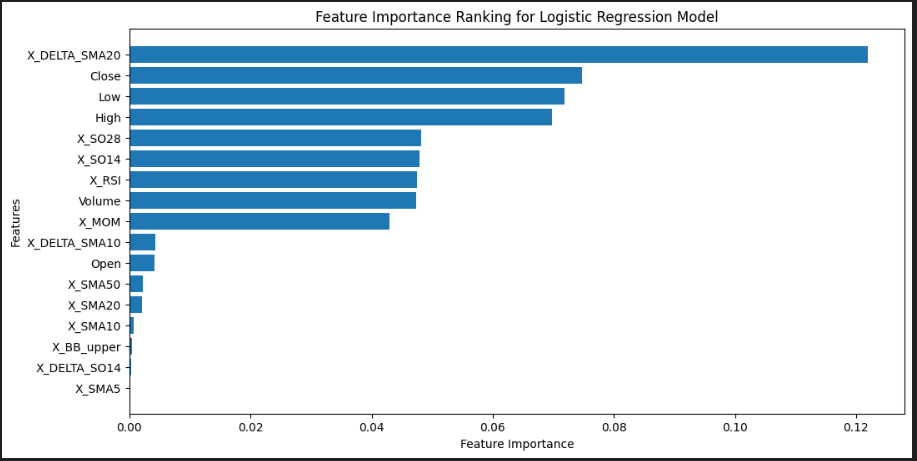 Feature Importance Ranking for Logistic Regression Model
Features
X_DELTA_SMA20
Close
Low
High
X_SO28
X_SO14
X_RSI
Volume
X_MOM
X_DELTA_SMA10
Open
X_SMA50
X_SMA20
X_SMA10
X_BB_upper
X_DELTA_SO14
X_SMA5
0.00 0.02 0.04 0.06 0.08 0.10 0.12
Feature Importance